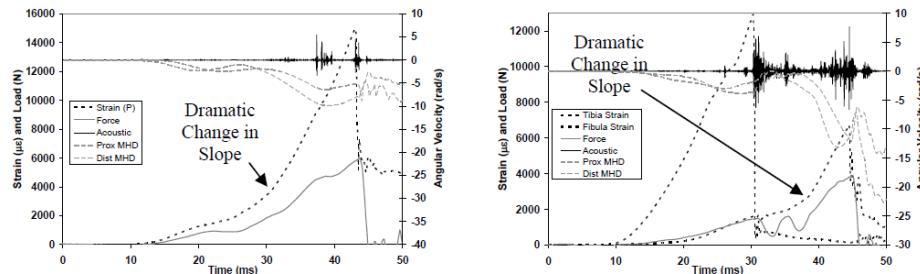 16000
14000
12000
10000
8000
6000
4000
2000
0
Strain (µε) and Load (N)
10
5
0
-5
-10
-15
-20
-25
-30
-35
-40
Angular Velocity (rad/s)
Strain (P)
Force
Acoustic
Prox MHD
Dist MHD
Dramatic
Change in
Slope
0 10 20 30 40 50
Time (ms)
12000
10000
8000
6000
4000
2000
0
Strain (µε) and Load (N)
10
5
0
-5
-10
-15
-20
-25
-30
Angular Velocity (rad/s)
Dramatic
Change in
Slope
Tibia Strain
Fibula Strain
Force
Acoustic
Prox MHD
Dist MHD
0 10 20 30 40 50
Time (ms)